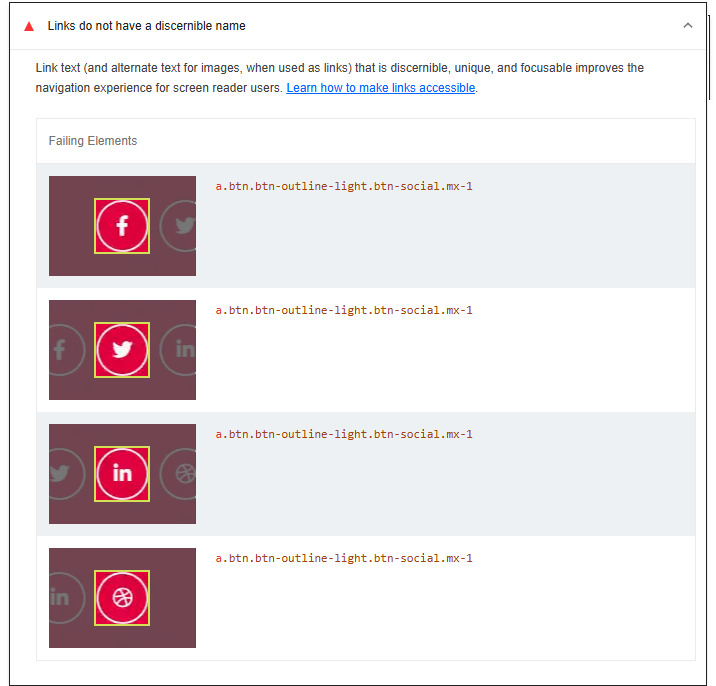 Links do not have a discernible name
Link text (and alternate text for images, when used as links) that is discernible, unique, and focusable improves the
navigation experience for screen reader users. Learn how to make links accessible.
Failing Elements
a.btn.btn-outline-light.btn-social.mx-1
a.btn.btn-outline-light.btn-social.mx-1
a.btn.btn-outline-light.btn-social.mx-1
a.btn.btn-outline-light.btn-social.mx-1